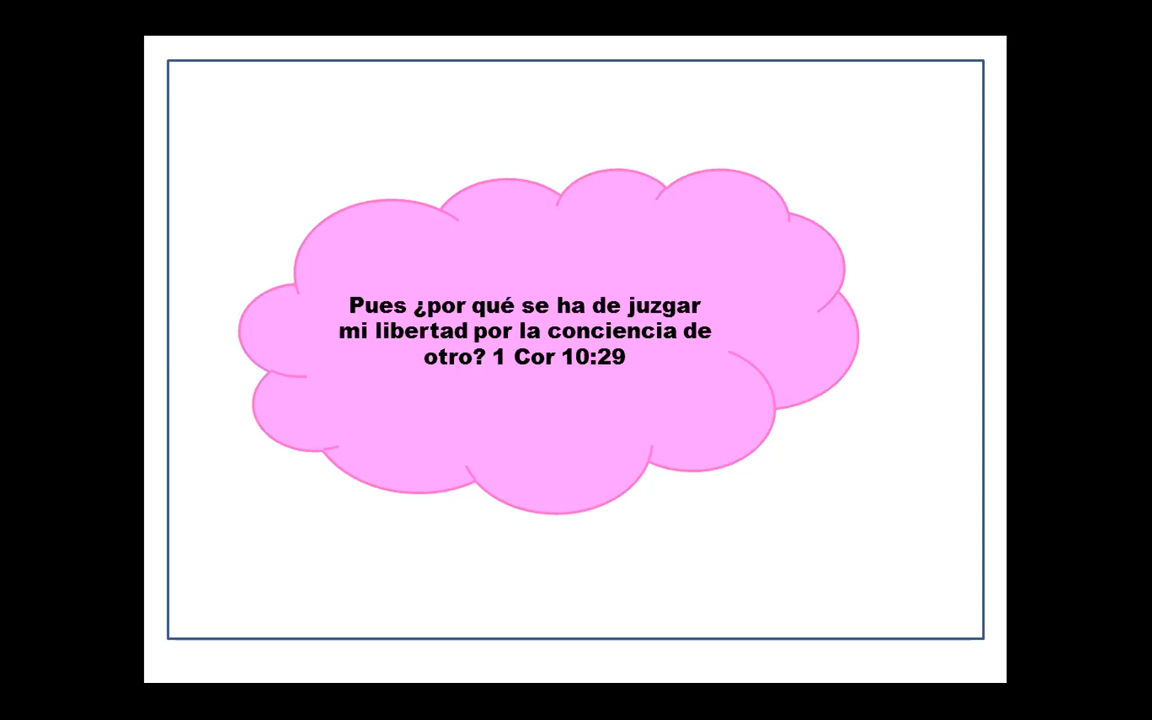 Pues ¿por qué se ha de juzgar
mi libertad por la conciencia de
otro? 1 Cor 10:29